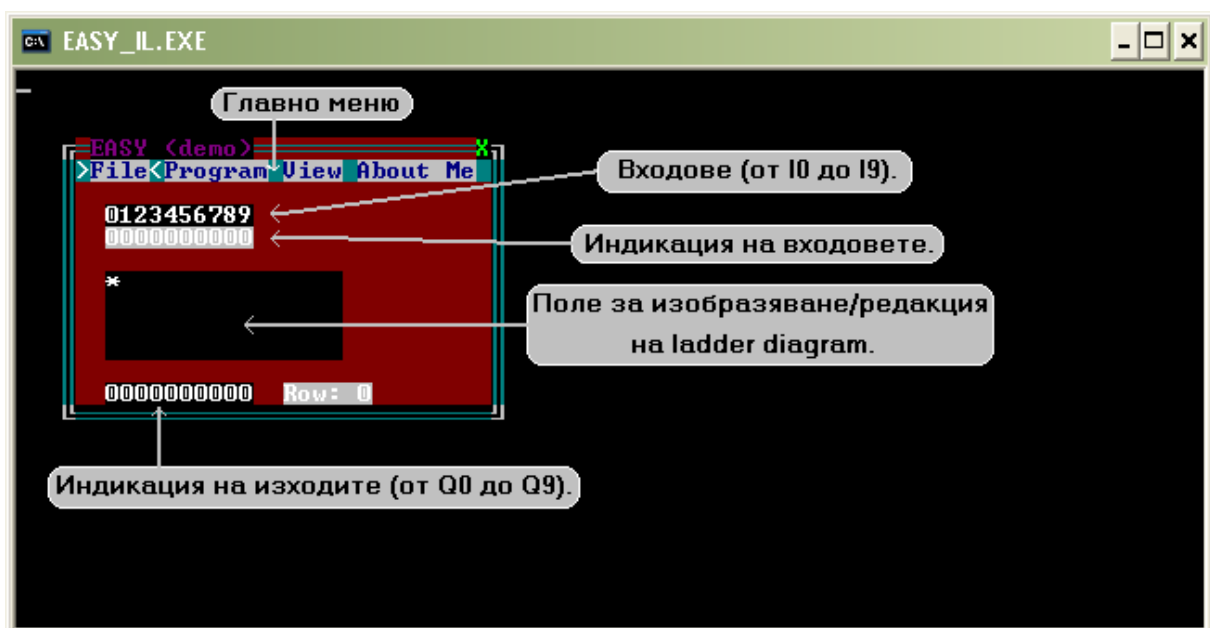 EASY_IL.EXE
Главно меню
EASY (demo) X
>File<Program View About Me
Входове (от I0 до I9).
0123456789
0000000000
Индикация на входовете.
*
Поле за изобразяване/редакция
на ladder diagram.
0000000000 Row: 0
Индикация на изходите (от Q0 до Q9).